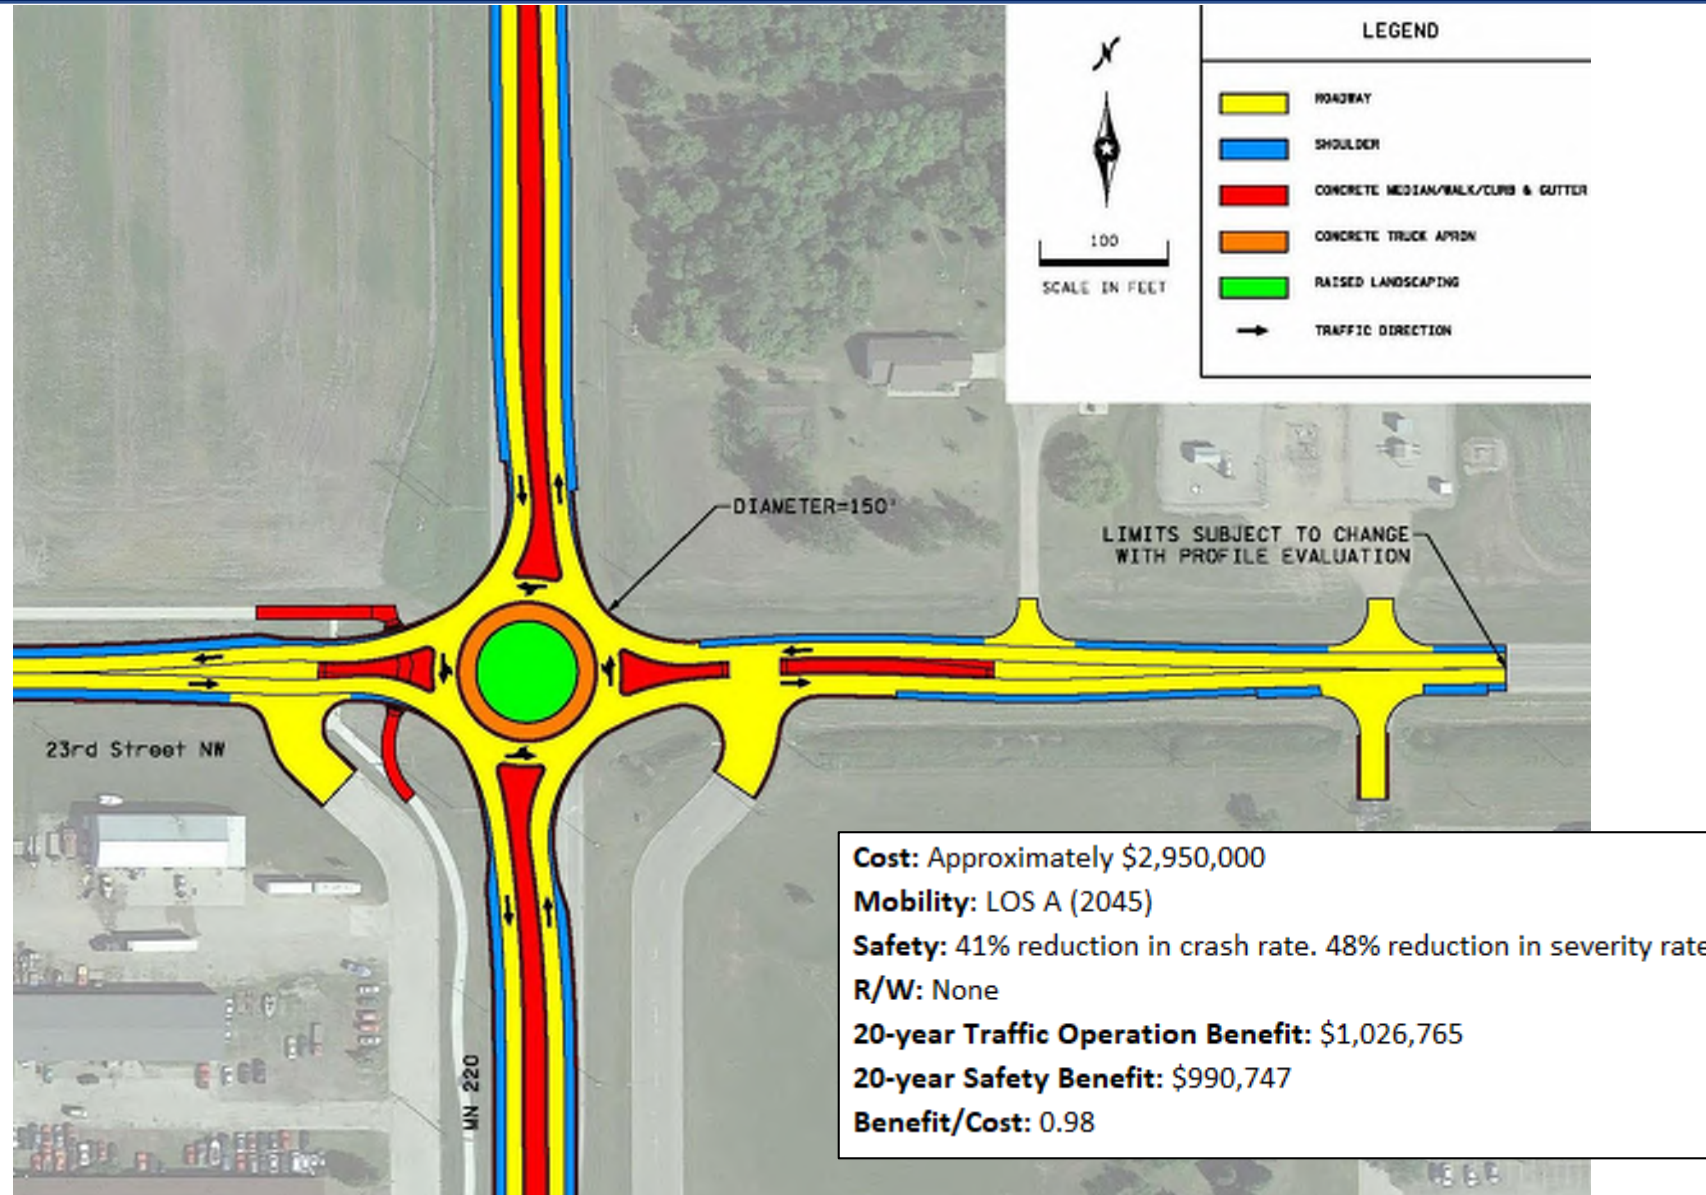 N
100
SCALE IN FEET
LEGEND
ROADWAY
SHOULDER
CONCRETE MEDIAN/WALK/CURB & GUTTER
CONCRETE TRUCK APRON
RAISED LANDSCAPING
TRAFFIC DIRECTION
DIAMETER=150'
LIMITS SUBJECT TO CHANGE
WITH PROFILE EVALUATION
23rd Street NW
MN 220
Cost: Approximately $2,950,000
Mobility: LOS A (2045)
Safety: 41% reduction in crash rate. 48% reduction in severity rate
R/W: None
20-year Traffic Operation Benefit: $1,026,765
20-year Safety Benefit: $990,747
Benefit/Cost: 0.98